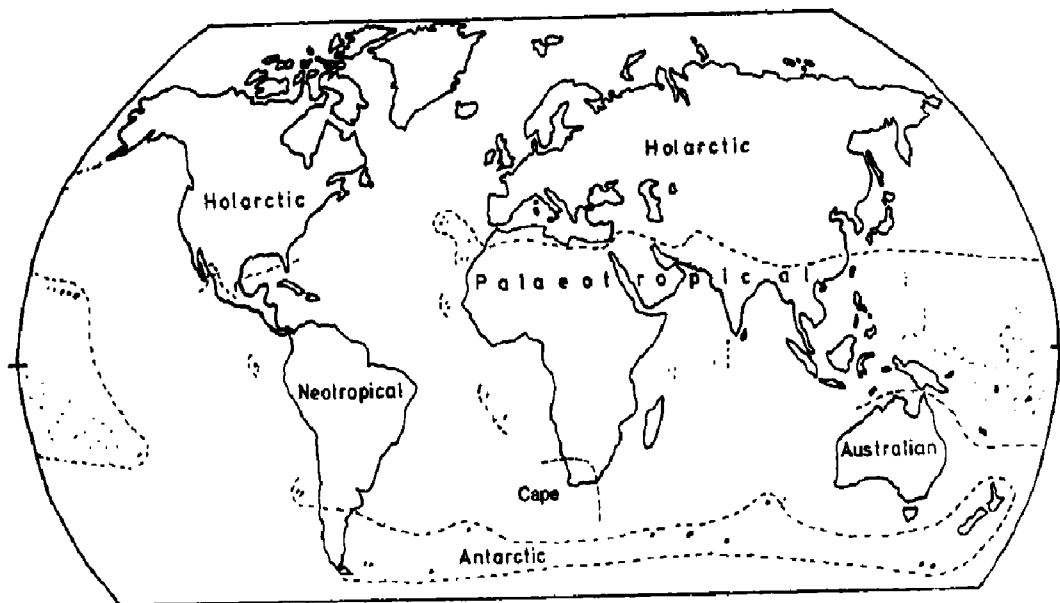 Holarctic
Holarctic
Palaeotropical
Neotropical
Australian
Cape
Antarctic